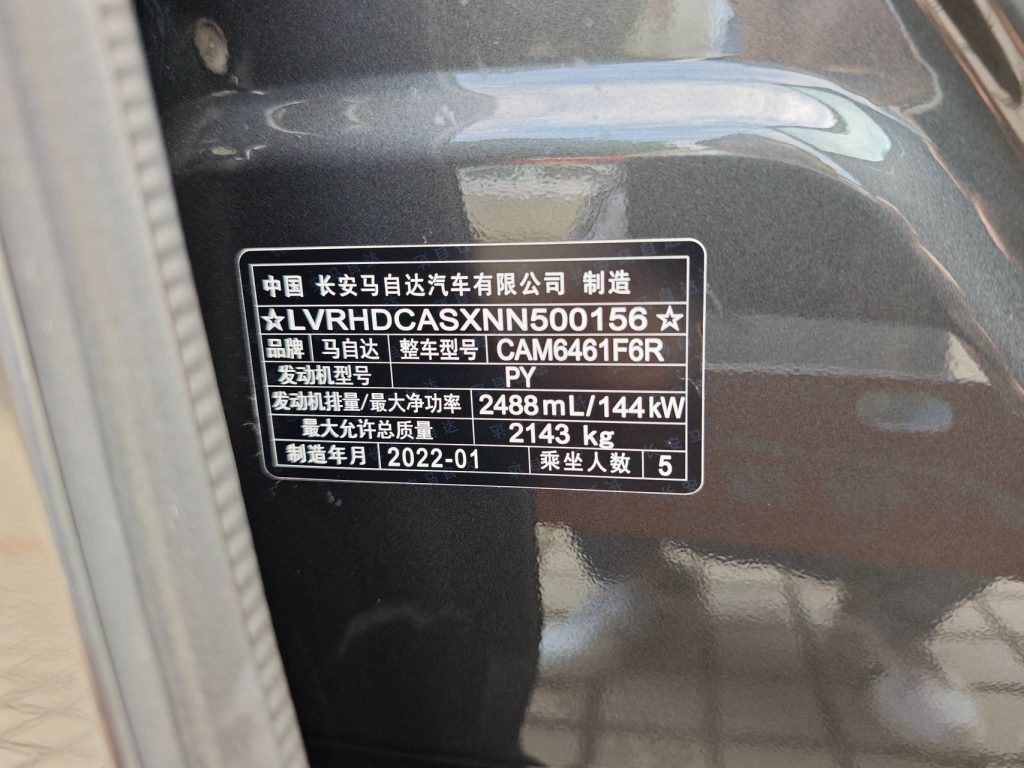 中国 长安马自达汽车有限公司 制造
☆LVRHDCASXNN500156☆
品牌 马自达 整车型号 CAM6461F6R
发动机型号 PY
发动机排量/最大净功率 2488mL/144kW
最大允许总质量 2143 kg
制造年月 2022-01 乘坐人数 5